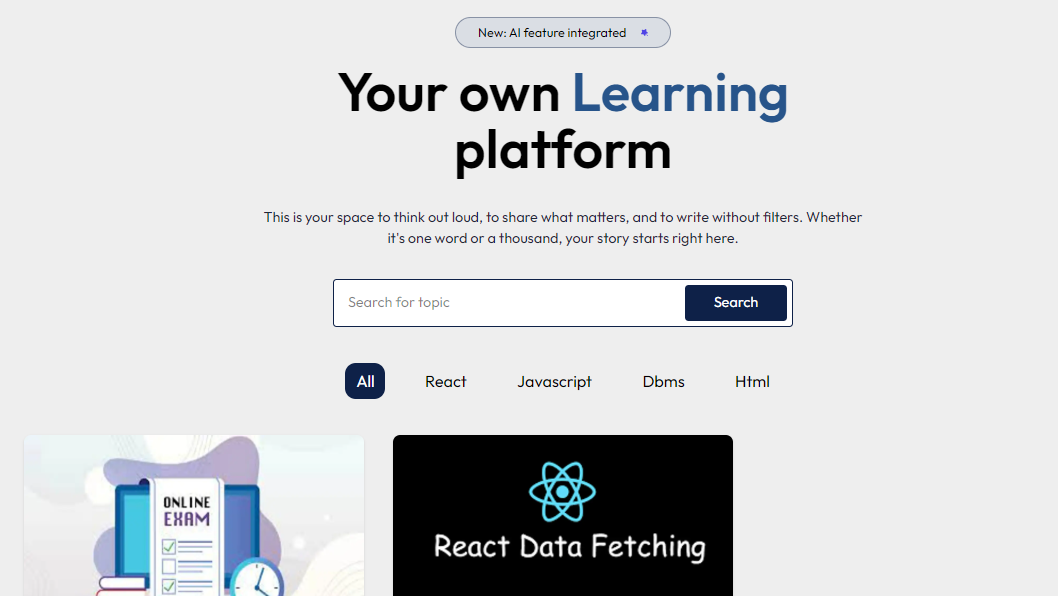 New: AI feature integrated
Your own Learning
platform
This is your space to think out loud, to share what matters, and to write without filters. Whether
it's one word or a thousand, your story starts right here.
Search for topic
Search
All
React
Javascript
Dbms
Html
ONLINE
EXAM
React Data Fetching